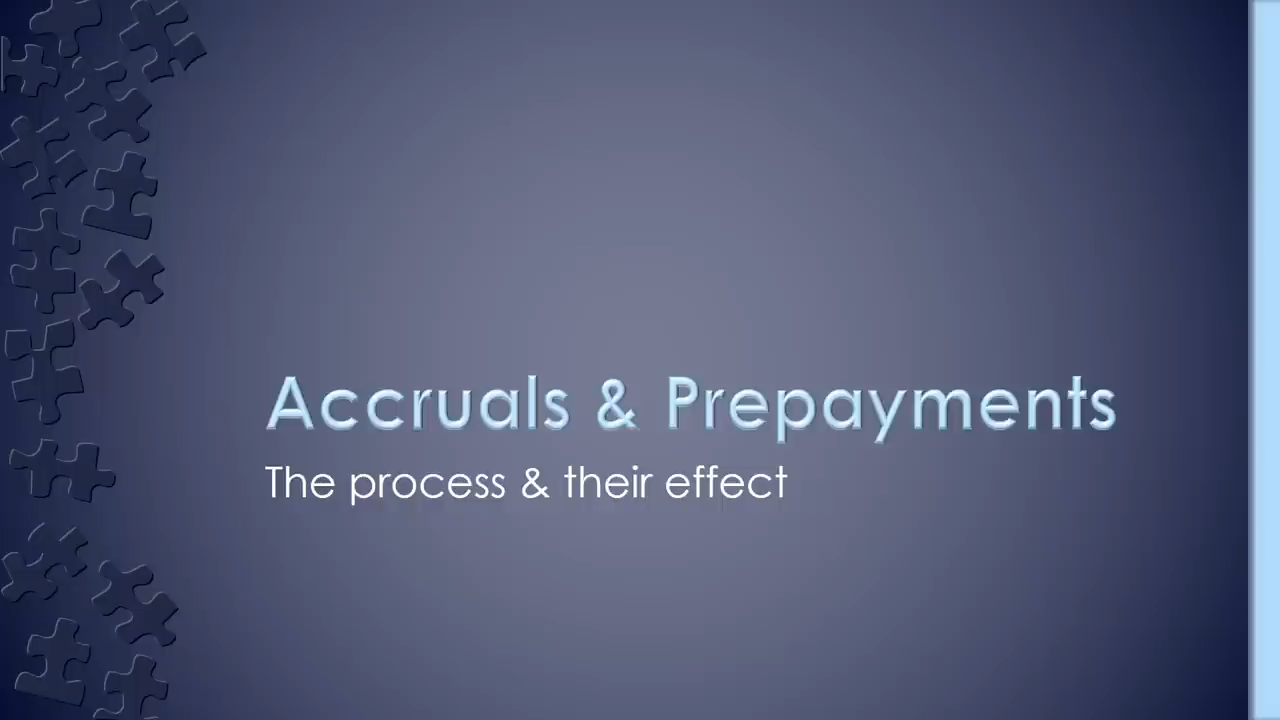 Accruals & Prepayments
The process & their effect